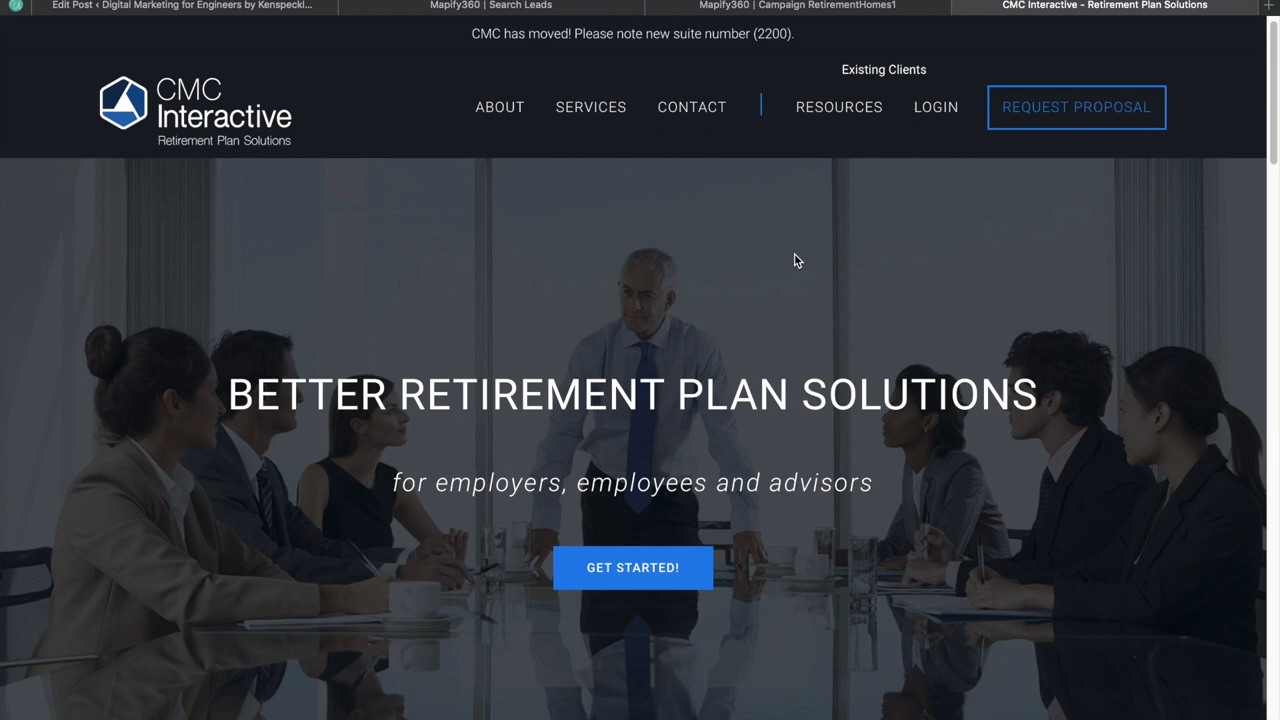 Edit Post ‹ Digital Marketing for Engineers by Kenspeckl...
Mapify360 | Search Leads
Mapify360 | Campaign RetirementHomes1
CMC Interactive - Retirement Plan Solutions
CMC has moved! Please note new suite number (2200).
Existing Clients
CMC
Interactive
Retirement Plan Solutions
ABOUT SERVICES CONTACT RESOURCES LOGIN REQUEST PROPOSAL
BETTER RETIREMENT PLAN SOLUTIONS
for employers, employees and advisors
GET STARTED!